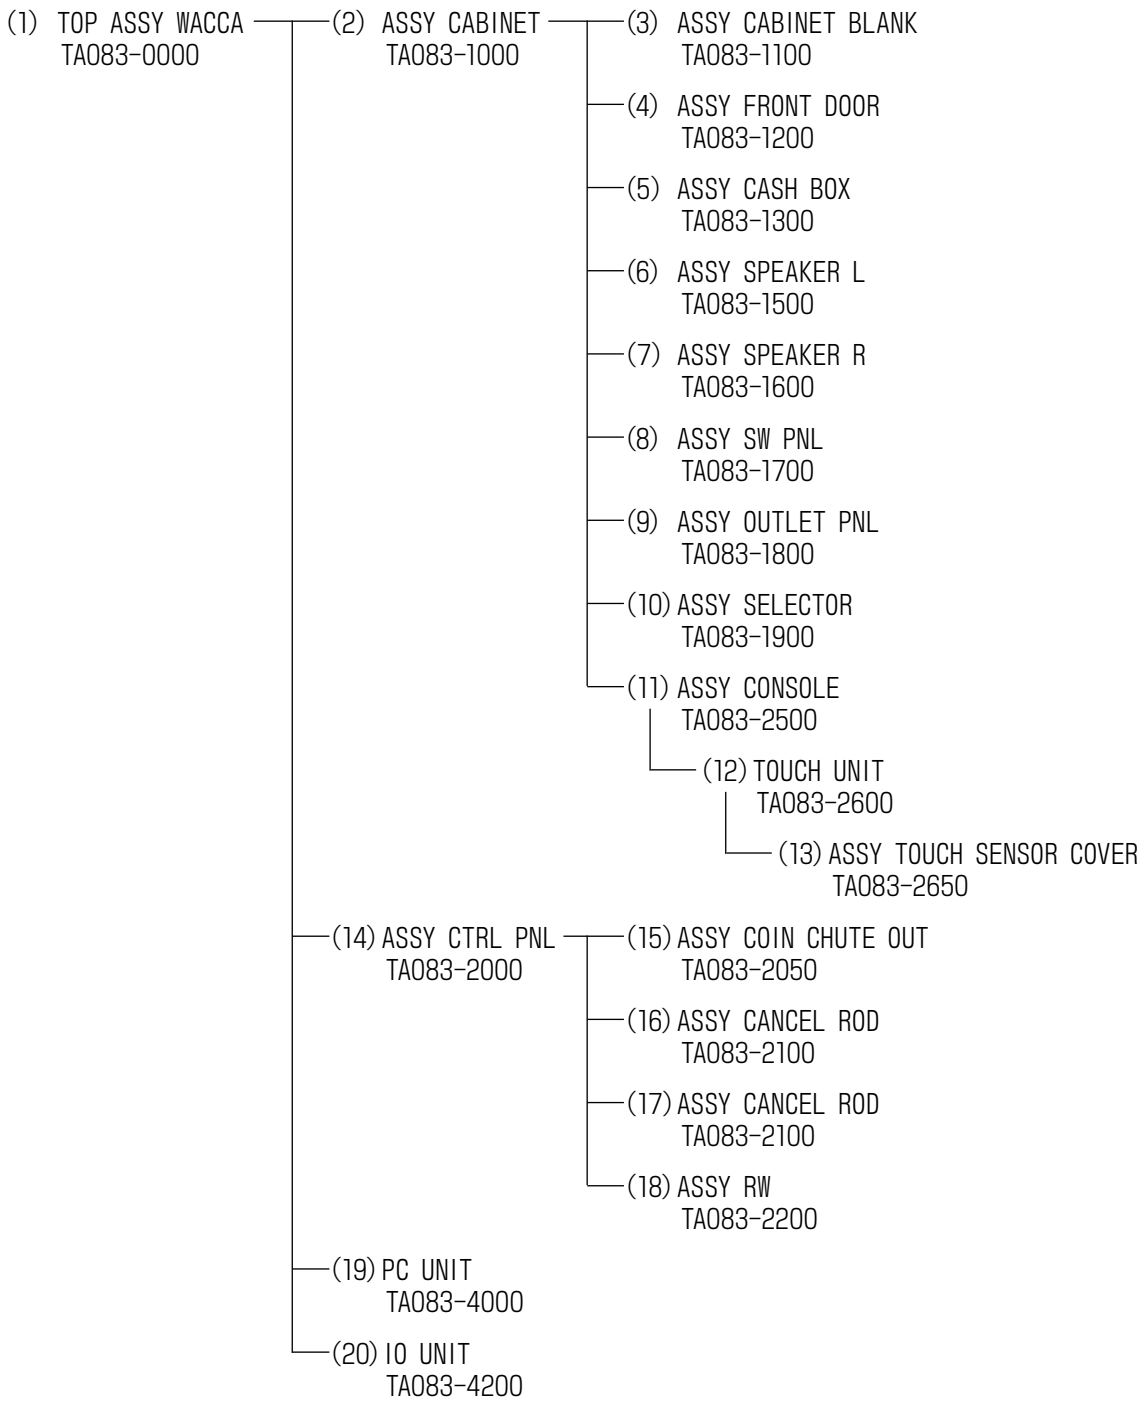 (1) TOP ASSY WACCA
TA083-0000
(2) ASSY CABINET
TA083-1000
(3) ASSY CABINET BLANK
TA083-1100
(4) ASSY FRONT DOOR
TA083-1200
(5) ASSY CASH BOX
TA083-1300
(6) ASSY SPEAKER L
TA083-1500
(7) ASSY SPEAKER R
TA083-1600
(8) ASSY SW PNL
TA083-1700
(9) ASSY OUTLET PNL
TA083-1800
(10) ASSY SELECTOR
TA083-1900
(11) ASSY CONSOLE
TA083-2500
(12) TOUCH UNIT
TA083-2600
(13) ASSY TOUCH SENSOR COVER
TA083-2650
(14) ASSY CTRL PNL
TA083-2000
(15) ASSY COIN CHUTE OUT
TA083-2050
(16) ASSY CANCEL ROD
TA083-2100
(17) ASSY CANCEL ROD
TA083-2100
(18) ASSY RW
TA083-2200
(19) PC UNIT
TA083-4000
(20) IO UNIT
TA083-4200